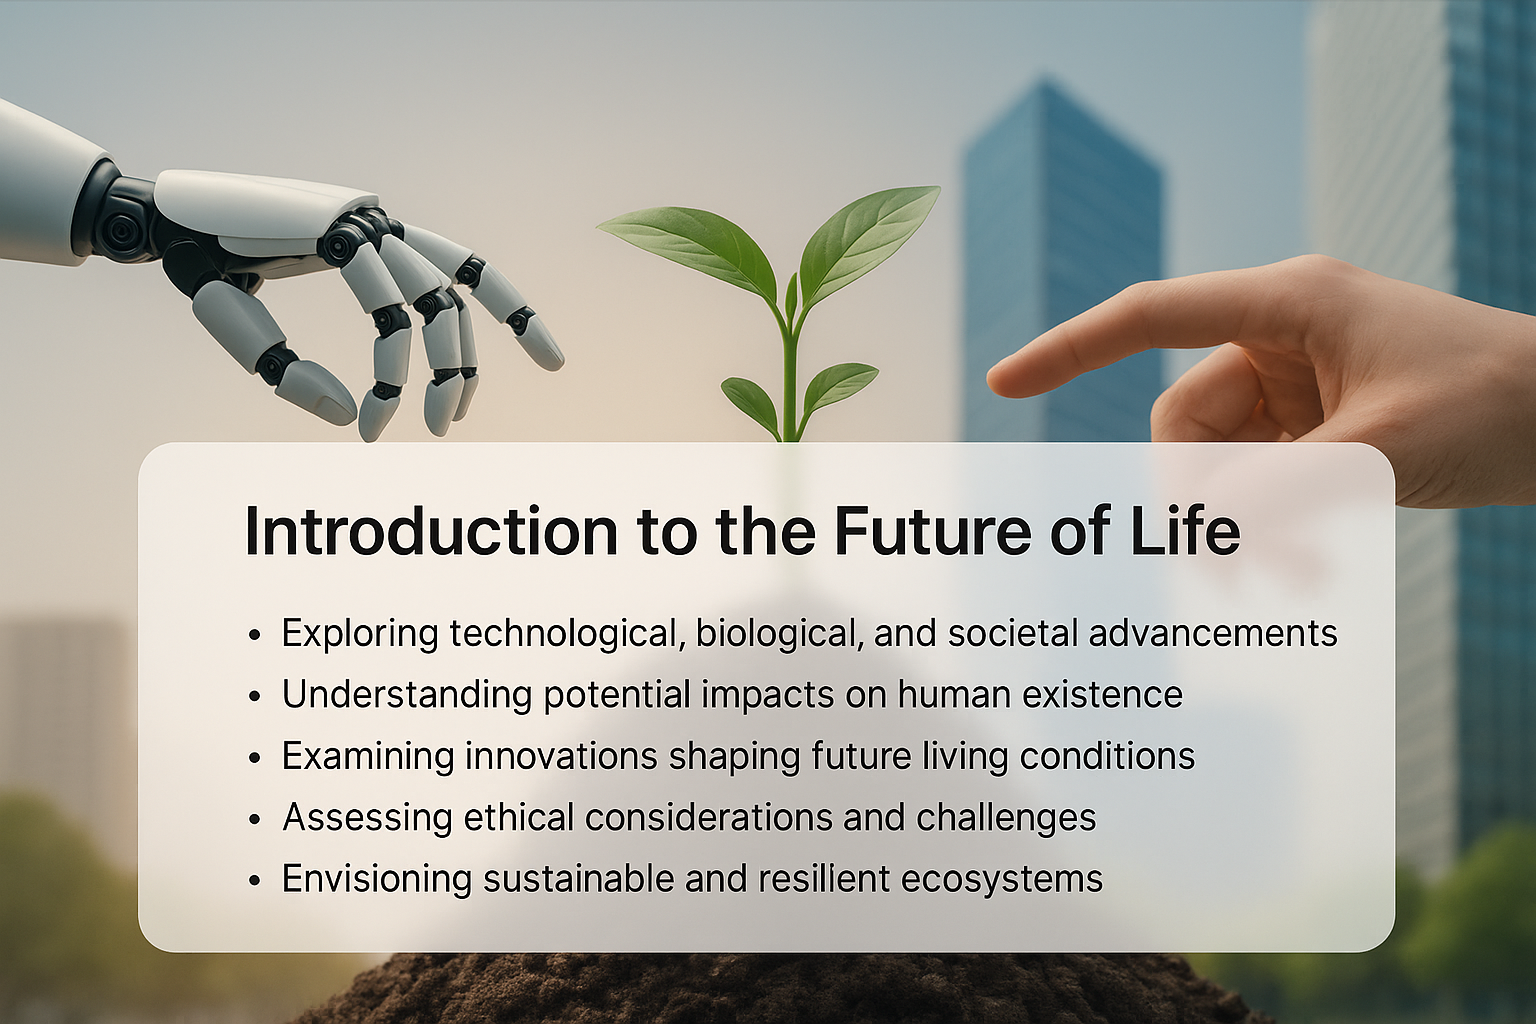 Introduction to the Future of Life
• Exploring technological, biological, and societal advancements
• Understanding potential impacts on human existence
• Examining innovations shaping future living conditions
• Assessing ethical considerations and challenges
• Envisioning sustainable and resilient ecosystems